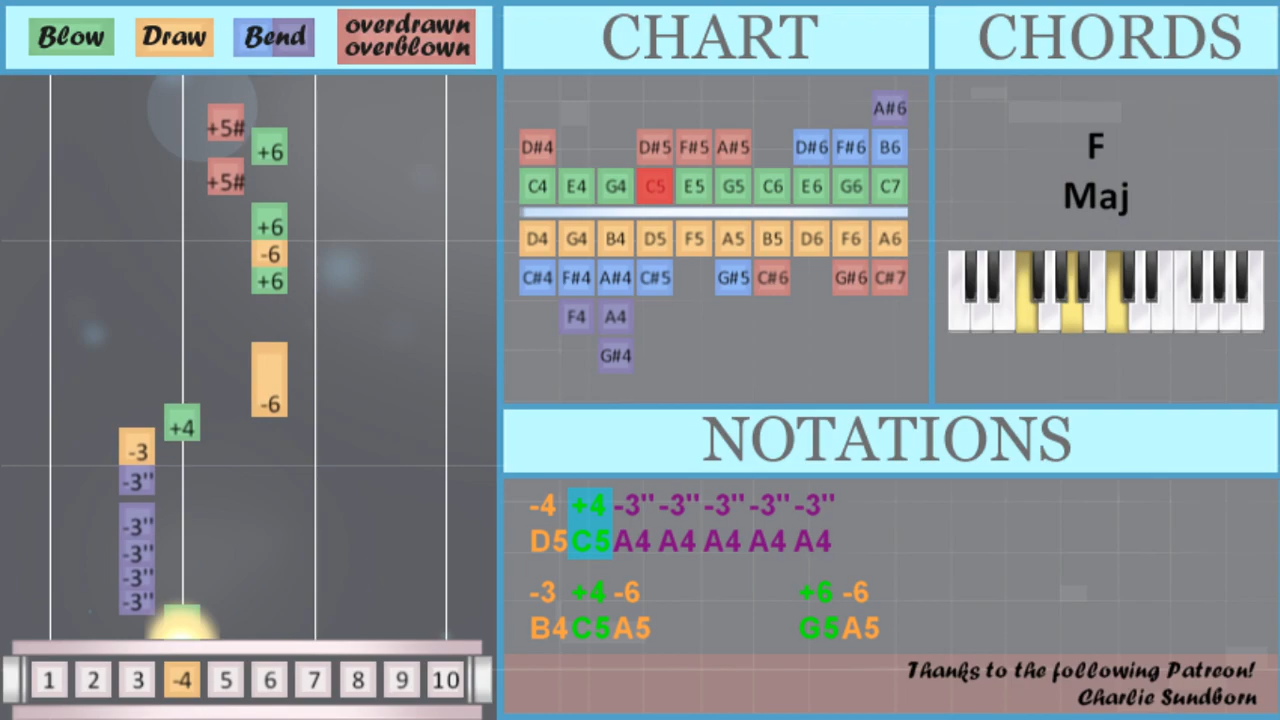 Blow Draw Bend overdrawn
overblown
CHART
CHORDS
+5#
+6
+5#
+6
-6
+6
-6
+4
-3
-3''
-3''
-3''
-3''
-3''
1 2 3 -4 5 6 7 8 9 10
A#6
D#4 D#5 F#5 A#5 D#6 F#6 B6
C4 E4 G4 C5 E5 G5 C6 E6 G6 C7
D4 G4 B4 D5 F5 A5 B5 D6 F6 A6
C#4 F#4 A#4 C#5 G#5 C#6 G#6 C#7
F4 A4
G#4
F
Maj
NOTATIONS
-4 +4 -3'' -3'' -3'' -3'' -3''
D5 C5 A4 A4 A4 A4 A4
-3 +4 -6 +6 -6
B4 C5 A5 G5 A5
Thanks to the following Patreon!
Charlie Sundborn